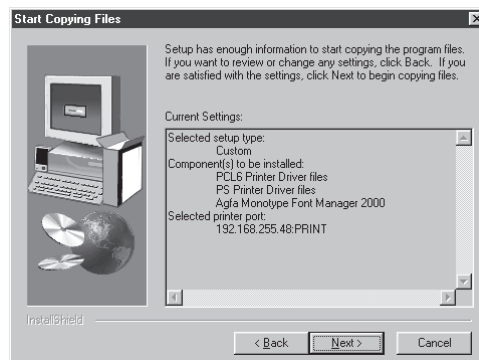 Start Copying Files
Setup has enough information to start copying the program files.
If you want to review or change any settings, click Back. If you
are satisfied with the settings, click Next to begin copying files.
Current Settings:
Selected setup type:
Custom
Component(s) to be installed:
PCL6 Printer Driver files
PS Printer Driver files
Agfa Monotype Font Manager 2000
Selected printer port:
192.168.255.48:PRINT
InstallShield
< Back
Next >
Cancel